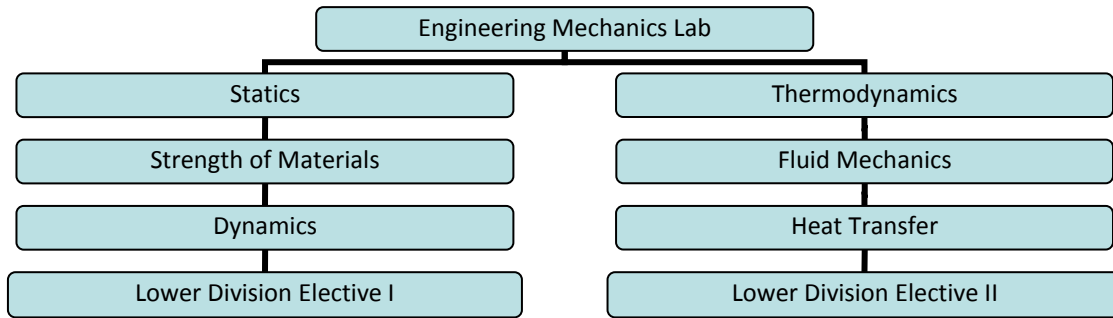 Engineering Mechanics Lab
Statics
Thermodynamics
Strength of Materials
Fluid Mechanics
Dynamics
Heat Transfer
Lower Division Elective I
Lower Division Elective II